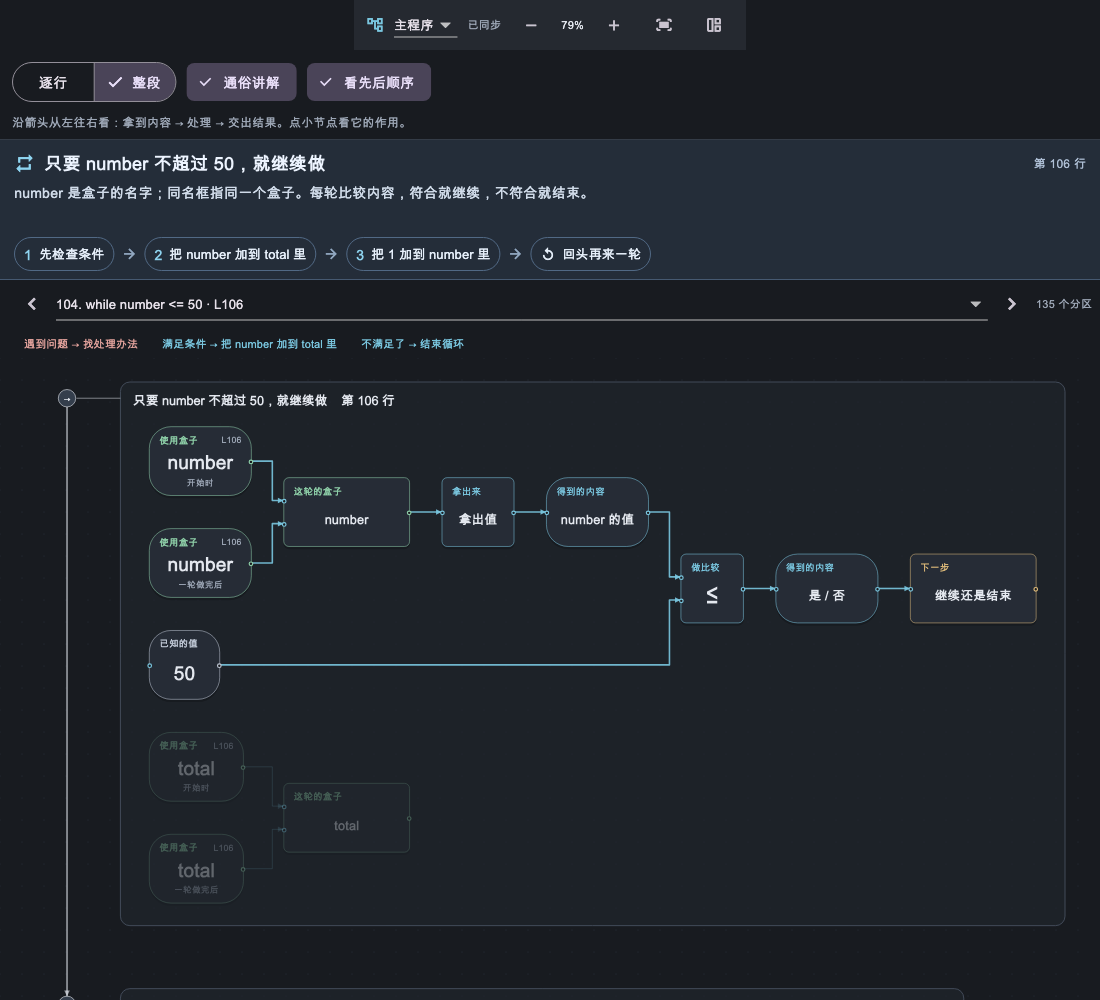 主程序 已同步 79%
逐行 整段 通俗讲解 看先后顺序
沿箭头从左往右看：拿到内容 → 处理 → 交出结果。点小节点看它的作用。
只要 number 不超过 50，就继续做 第 106 行
number 是盒子的名字；同名框指同一个盒子。每轮比较内容，符合就继续，不符合就结束。
1 先检查条件 → 2 把 number 加到 total 里 → 3 把 1 加到 number 里 → 回头再来一轮
104. while number <= 50 · L106 135 个分区
遇到问题 → 找处理办法 满足条件 → 把 number 加到 total 里 不满足了 → 结束循环
→
只要 number 不超过 50，就继续做 第 106 行
使用盒子 L106
number
开始时
这轮的盒子
number
拿出来
拿出值
得到的内容
number 的值
使用盒子 L106
number
一轮做完后
做比较
≤
得到的内容
是 / 否
下一步
继续还是结束
已知的值
50
使用盒子 L106
total
开始时
这轮的盒子
total
使用盒子 L106
total
一轮做完后